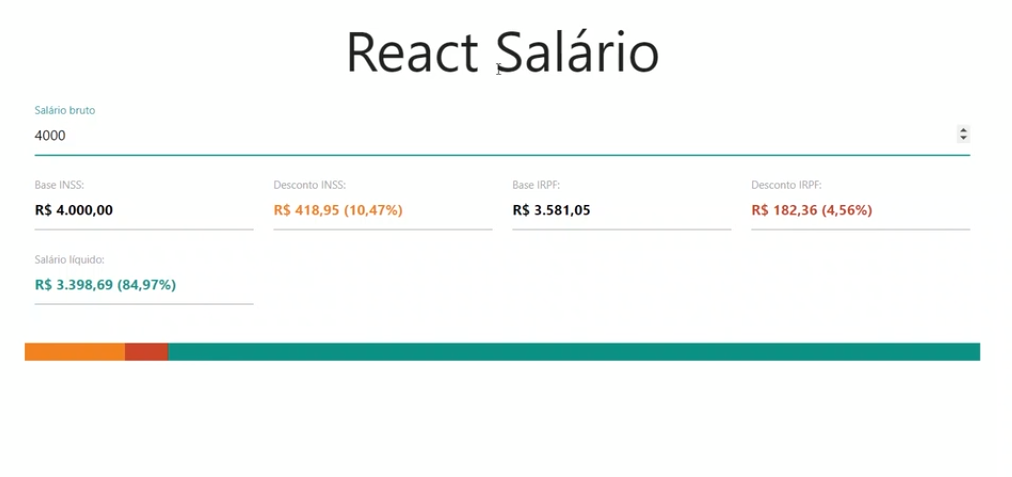 React Salário
Salário bruto
4000
Base INSS:
R$ 4.000,00
Desconto INSS:
R$ 418,95 (10,47%)
Base IRPF:
R$ 3.581,05
Desconto IRPF:
R$ 182,36 (4,56%)
Salário líquido:
R$ 3.398,69 (84,97%)